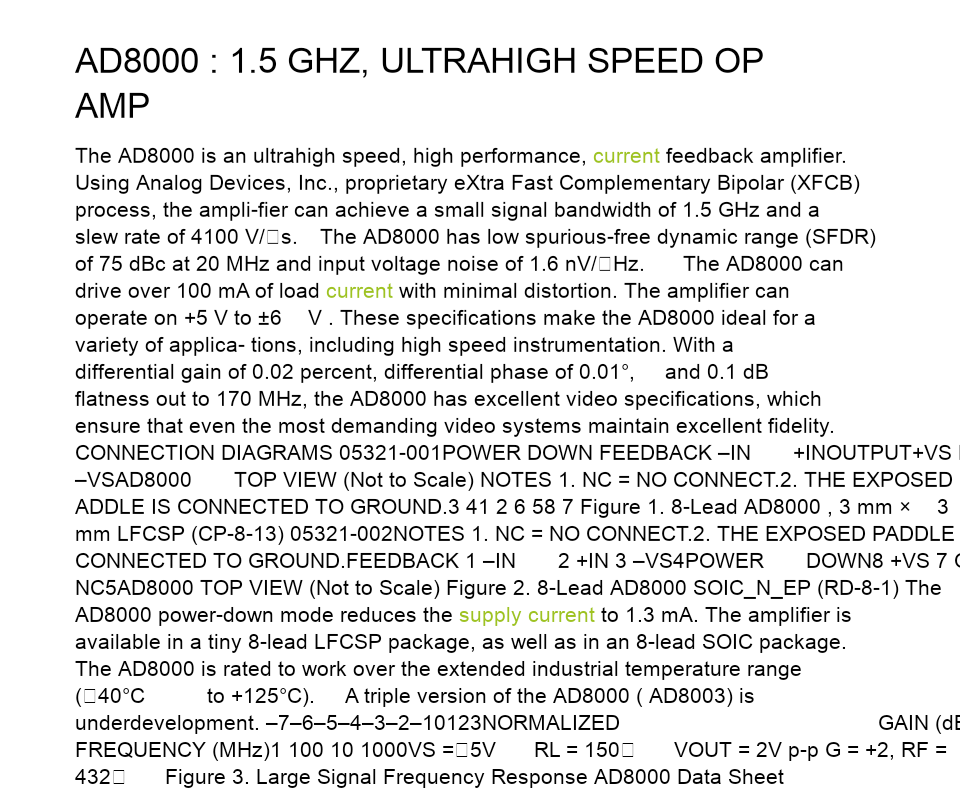 AD8000 : 1.5 GHZ, ULTRAHIGH SPEED OP
AMP
The AD8000 is an ultrahigh speed, high performance, current feedback amplifier.
Using Analog Devices, Inc., proprietary eXtra Fast Complementary Bipolar (XFCB)
process, the ampli-fier can achieve a small signal bandwidth of 1.5 GHz and a
slew rate of 4100 V/□s. The AD8000 has low spurious-free dynamic range (SFDR)
of 75 dBc at 20 MHz and input voltage noise of 1.6 nV/□Hz. The AD8000 can
drive over 100 mA of load current with minimal distortion. The amplifier can
operate on +5 V to ±6 V . These specifications make the AD8000 ideal for a
variety of applica- tions, including high speed instrumentation. With a
differential gain of 0.02 percent, differential phase of 0.01°, and 0.1 dB
flatness out to 170 MHz, the AD8000 has excellent video specifications, which
ensure that even the most demanding video systems maintain excellent fidelity.
CONNECTION DIAGRAMS 05321-001POWER DOWN FEEDBACK –IN +INOUTPUT+VS
–VSAD8000 TOP VIEW (Not to Scale) NOTES 1. NC = NO CONNECT.2. THE EXPOSED
ADDLE IS CONNECTED TO GROUND.3 41 2 6 58 7 Figure 1. 8-Lead AD8000 , 3 mm × 3
mm LFCSP (CP-8-13) 05321-002NOTES 1. NC = NO CONNECT.2. THE EXPOSED PADDLE
CONNECTED TO GROUND.FEEDBACK 1 –IN 2 +IN 3 –VS4POWER DOWN8 +VS 7
NC5AD8000 TOP VIEW (Not to Scale) Figure 2. 8-Lead AD8000 SOIC_N_EP (RD-8-1) The
AD8000 power-down mode reduces the supply current to 1.3 mA. The amplifier is
available in a tiny 8-lead LFCSP package, as well as in an 8-lead SOIC package.
The AD8000 is rated to work over the extended industrial temperature range
(□40°C to +125°C). A triple version of the AD8000 ( AD8003) is
underdevelopment. –7–6–5–4–3–2–10123NORMALIZED GAIN (dB
FREQUENCY (MHz)1 100 10 1000VS =□5V RL = 150□ VOUT = 2V p-p G = +2, RF =
432□ Figure 3. Large Signal Frequency Response AD8000 Data Sheet